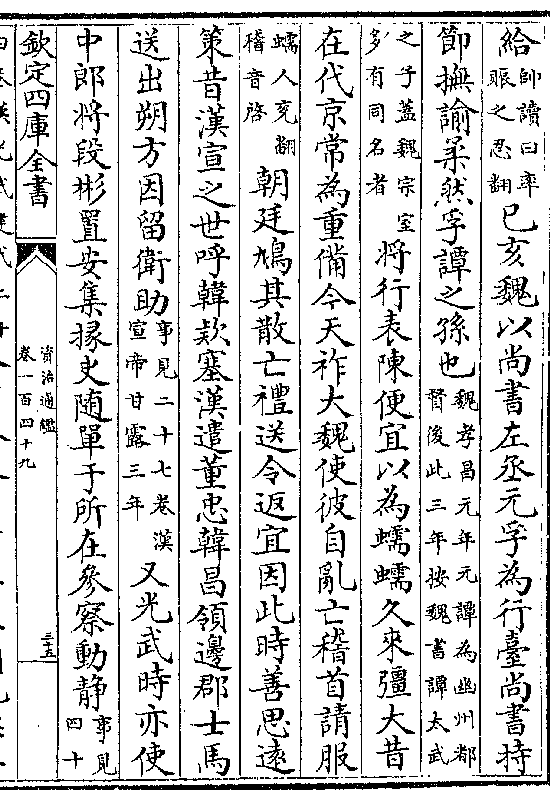 給帥讀曰率賑之忍翻已亥魏以尚書左丞元孚為行臺尚書持
節撫諭柔然孚譚之孫也魏孝昌元年元譚為幽州都督後此三年按魏書譚太武
之子蓋魏宗室多有同名者將行表陳便宜以為蠕蠕久來彊大昔
在代京常為重備今天祚大魏使彼自亂亡稽首請服
蠕人兖翻稽音啓朝廷鳩其散亡禮送令返宜因此時善思遠
策昔漢宣之世呼韓欵塞漢遣董忠韓昌領邊郡士馬
送出朔方因留衛助事見二十七卷漢宣帝甘露三年又光武時亦使
中郎將段彬置安集掾史随單于所在參察動静事見四十
欽定四庫全書
資治通鑑
卷一百四十九
三十五